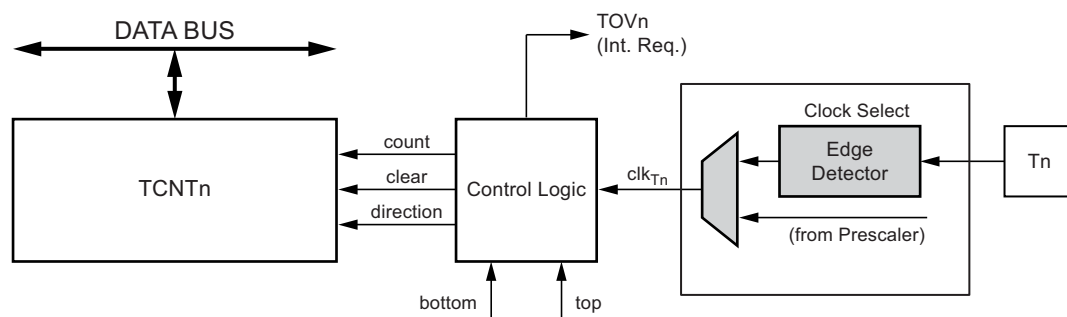 DATA BUS
TOVn
(Int. Req.)
TCNTn
count
clear
direction
Control Logic
clkTn
Clock Select
Edge
Detector
Tn
(from Prescaler)
bottom
top